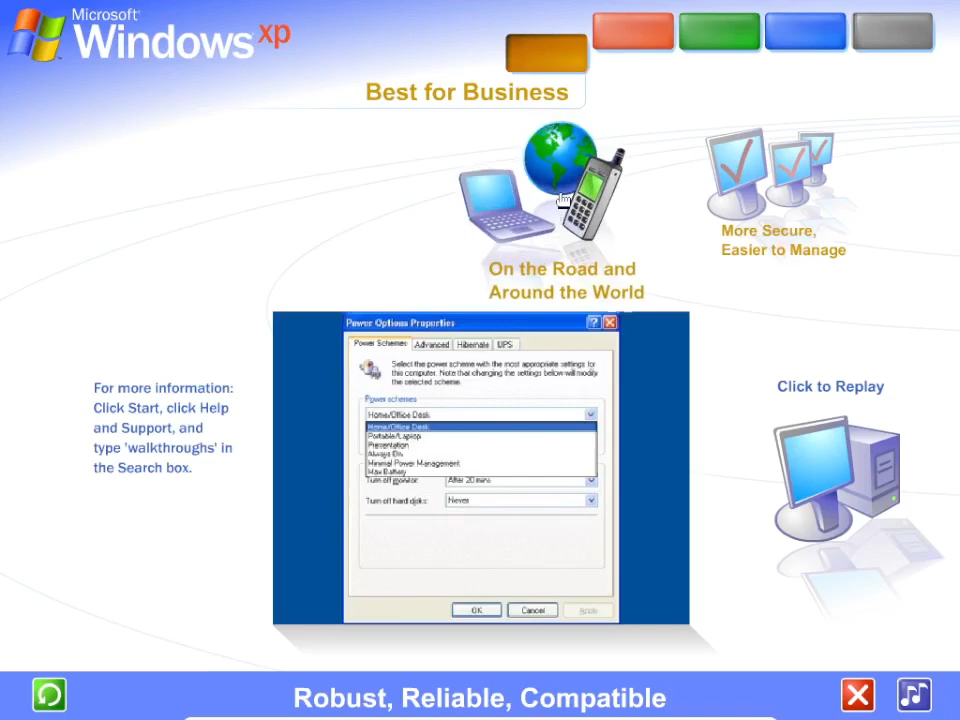 Microsoft®
Windows xp
Best for Business
More Secure,
Easier to Manage
On the Road and
Around the World
Power Options Properties
Power Schemes Advanced Hibernate UPS
Select the power scheme with the most appropriate settings for
this computer. Note that changing the settings below will modify
the selected scheme.
Power schemes
Home/Office Desk
Home/Office Desk
Portable/Laptop
Presentation
Always On
Minimal Power Management
Max Battery
Turn off monitor: After 20 mins
Turn off hard disks: Never
OK Cancel Apply
For more information:
Click Start, click Help
and Support, and
type 'walkthroughs' in
the Search box.
Click to Replay
Robust, Reliable, Compatible